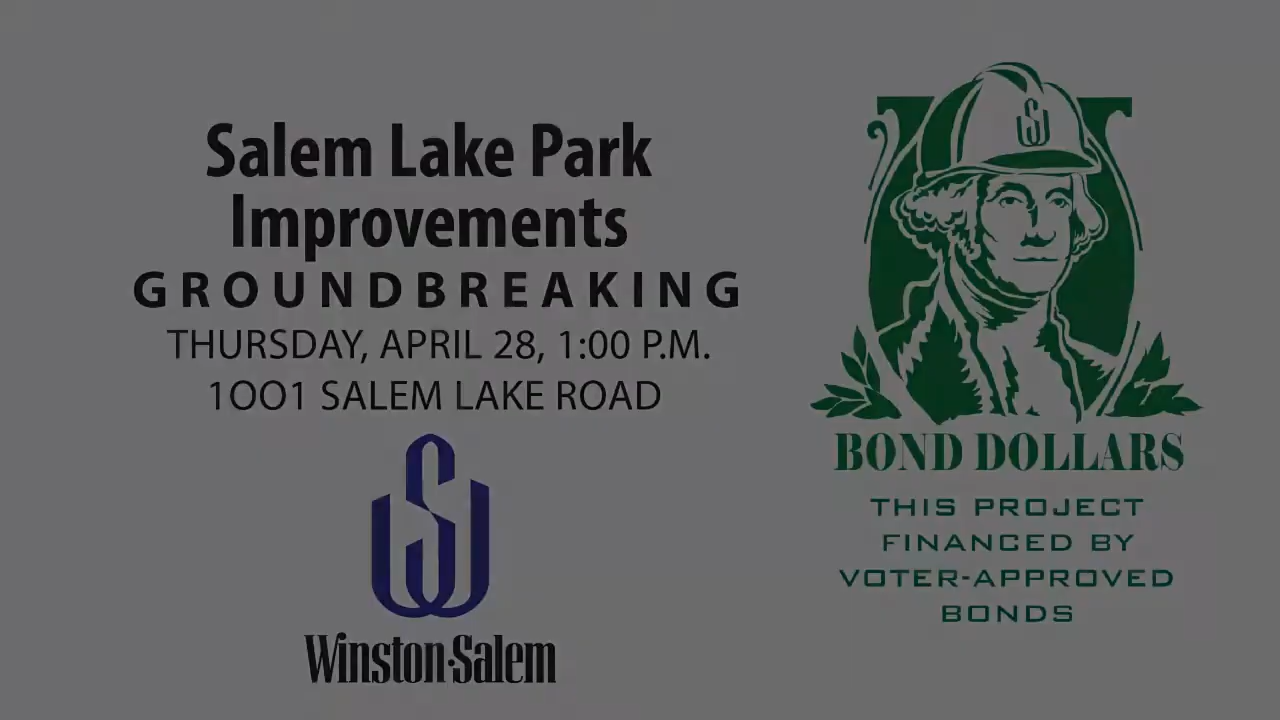 Salem Lake Park
Improvements
GROUNDBREAKING
THURSDAY, APRIL 28, 1:00 P.M.
1OO1 SALEM LAKE ROAD
Winston·Salem
BOND DOLLARS
THIS PROJECT
FINANCED BY
VOTER-APPROVED
BONDS